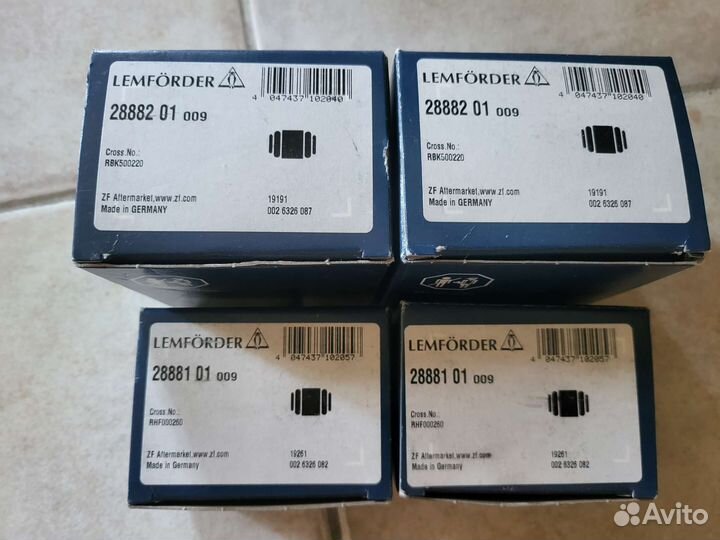 LEMFÖRDER
4 047437 102040
28882 01 009
Cross.No.:
RBK500220
ZF Aftermarket,www.zf.com
Made in GERMANY
19191
002 6326 087
LEMFÖRDER
4 047437 102040
28882 01 009
Cross.No.:
RBK500220
ZF Aftermarket,www.zf.com
Made in GERMANY
19191
002 6326 087
LEMFÖRDER
4 047437 102057
28881 01 009
Cross.No.:
RHF000260
ZF Aftermarket,www.zf.com
Made in Germany
19261
002 6326 082
LEMFÖRDER
4 047437 102057
28881 01 009
Cross.No.:
RHF000260
ZF Aftermarket,www.zf.com
Made in Germany
19261
002 6326 082
Avito